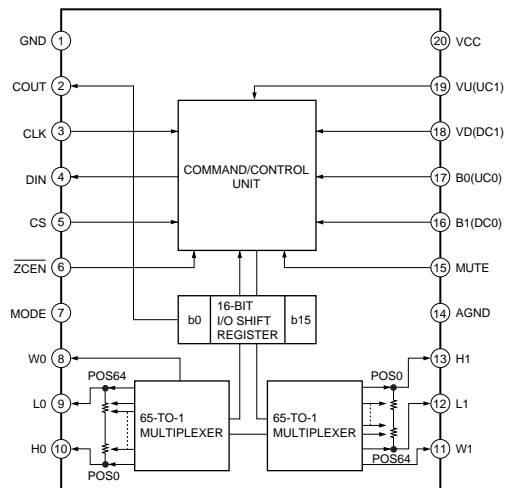 GND 1
20 VCC
COUT 2
19 VU(UC1)
CLK 3
18 VD(DC1)
DIN 4
COMMAND/CONTROL
UNIT
17 B0(UC0)
CS 5
16 B1(DC0)
ZCEN 6
15 MUTE
MODE 7
b0
16-BIT
I/O SHIFT
REGISTER
b15
14 AGND
W0 8
13 H1
POS64
POS0
L0 9
65-TO-1
MULTIPLEXER
65-TO-1
MULTIPLEXER
12 L1
H0 10
POS0
POS64
11 W1